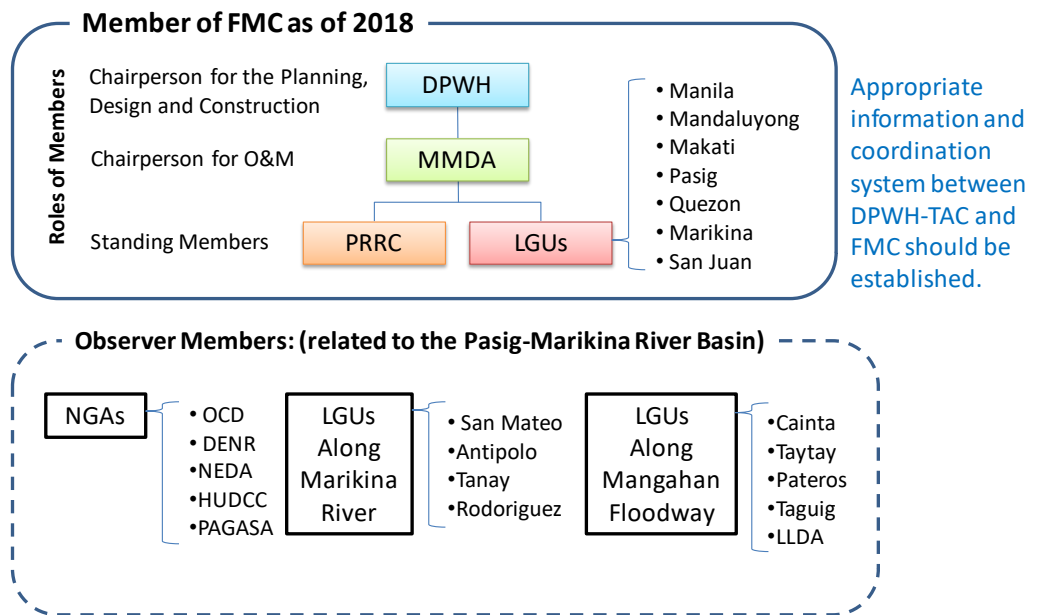 Member of FMC as of 2018
Roles of Members
Chairperson for the Planning,
Design and Construction
DPWH
Chairperson for O&M
MMDA
Standing Members
PRRC
LGUs
• Manila
• Mandaluyong
• Makati
• Pasig
• Quezon
• Marikina
• San Juan
Appropriate
information and
coordination
system between
DPWH-TAC and
FMC should be
established.
Observer Members: (related to the Pasig-Marikina River Basin)
NGAs
• OCD
• DENR
•NEDA
•HUDCC
•PAGASA
LGUs
Along
Marikina
River
• San Mateo
•Antipolo
•Tanay
•Rodoriguez
LGUs
Along
Mangahan
Floodway
•Cainta
•Taytay
•Pateros
•Taguig
•LLDA